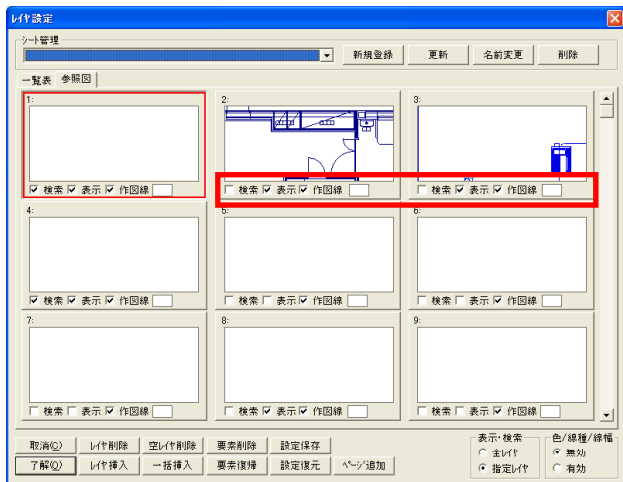 レイヤ設定
シート管理
新規登録 更新 名前変更 削除
一覧表 参照図
1: 2: 3:
検索 表示 作図線 検索 表示 作図線 検索 表示 作図線
4: 5: 6:
検索 表示 作図線 検索 表示 作図線 検索 表示 作図線
7: 8: 9:
検索 表示 作図線 検索 表示 作図線 検索 表示 作図線
表示・検索 色/線種/線幅
取消(C) レイヤ削除 空レイヤ削除 要素削除 設定保存 全レイヤ 無効
了解(O) レイヤ挿入 一括挿入 要素復帰 設定復元 ページ追加 指定レイヤ 有効